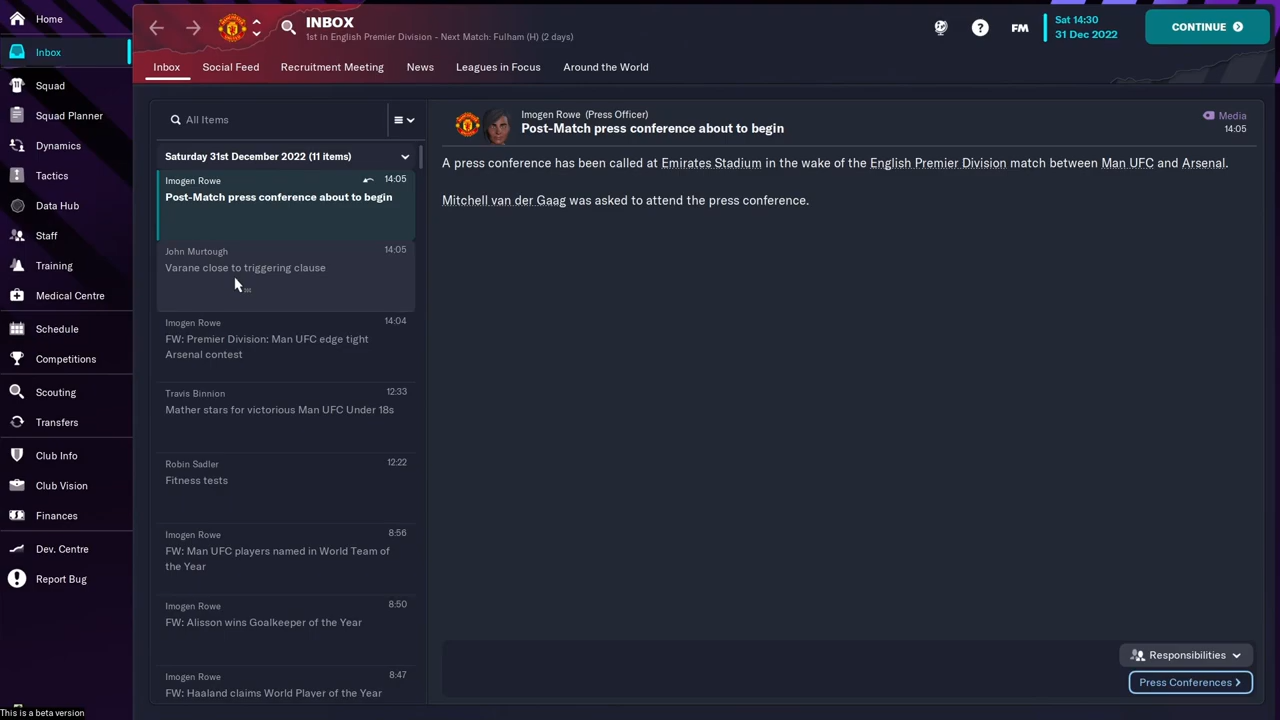 Home
Inbox
Squad
Squad Planner
Dynamics
Tactics
Data Hub
Staff
Training
Medical Centre
Schedule
Competitions
Scouting
Transfers
Club Info
Club Vision
Finances
Dev. Centre
Report Bug
This is a beta version
INBOX
1st in English Premier Division - Next Match: Fulham (H) (2 days)
FM
Sat 14:30
31 Dec 2022
CONTINUE
Inbox
Social Feed
Recruitment Meeting
News
Leagues in Focus
Around the World
All Items
Saturday 31st December 2022 (11 items)
Imogen Rowe 14:05
Post-Match press conference about to begin
John Murtough 14:05
Varane close to triggering clause
Imogen Rowe 14:04
FW: Premier Division: Man UFC edge tight
Arsenal contest
Travis Binnion 12:33
Mather stars for victorious Man UFC Under 18s
Robin Sadler 12:22
Fitness tests
Imogen Rowe 8:56
FW: Man UFC players named in World Team of
the Year
Imogen Rowe 8:50
FW: Alisson wins Goalkeeper of the Year
Imogen Rowe 8:47
FW: Haaland claims World Player of the Year
Imogen Rowe (Press Officer)
Post-Match press conference about to begin
Media
14:05
A press conference has been called at Emirates Stadium in the wake of the English Premier Division match between Man UFC and Arsenal.
Mitchell van der Gaag was asked to attend the press conference.
Responsibilities
Press Conferences